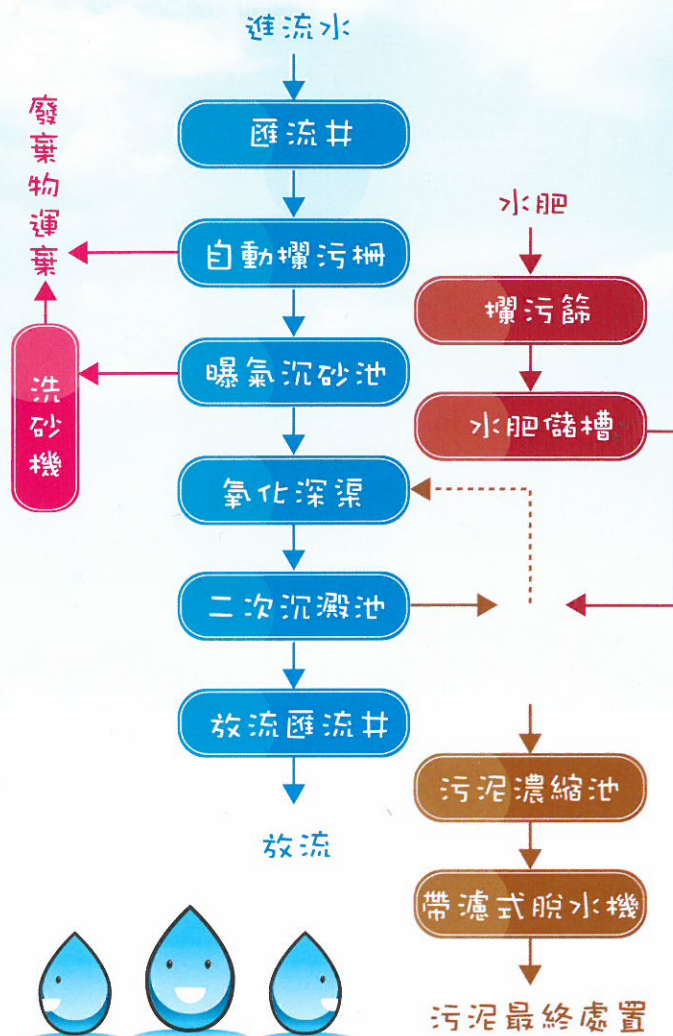 進流水
匯流井
自動攔污柵
曝氣沉砂池
氧化深渠
二次沉澱池
放流匯流井
放流
廢棄物運棄
洗砂機
水肥
攔污篩
水肥儲槽
污泥濃縮池
帶濾式脫水機
污泥最終處置